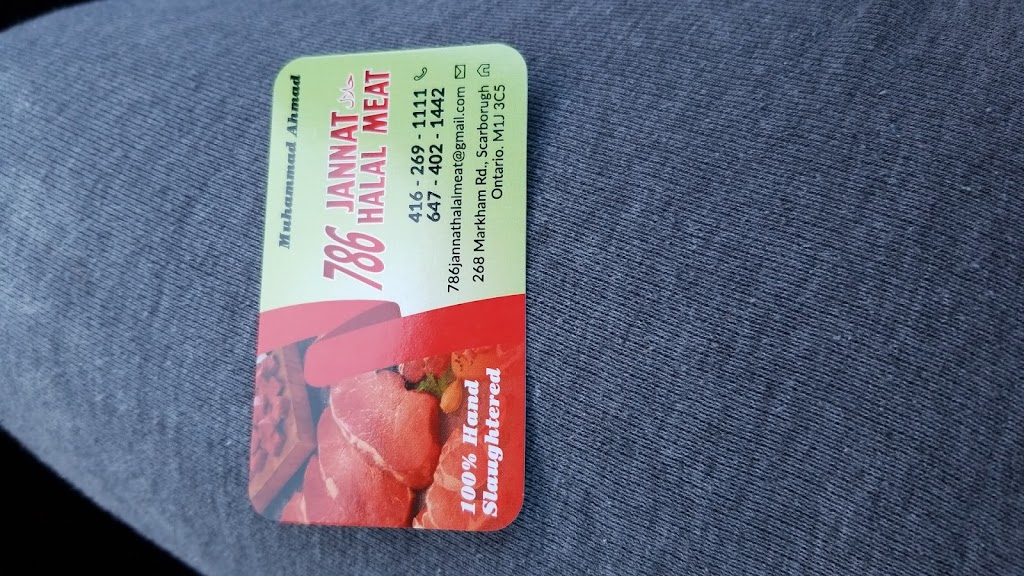 Muhammad Ahmad
786 JANNAT حلال
HALAL MEAT
416 - 269 - 1111
647 - 402 - 1442
786jannathalalmeat@gmail.com
268 Markham Rd., Scarborugh
Ontario. M1J 3C5
100% Hand
Slaughtered